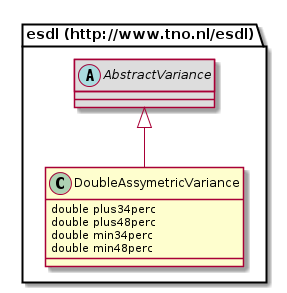 esdl (http://www.tno.nl/esdl)
A AbstractVariance
C DoubleAssymetricVariance
double plus34perc
double plus48perc
double min34perc
double min48perc